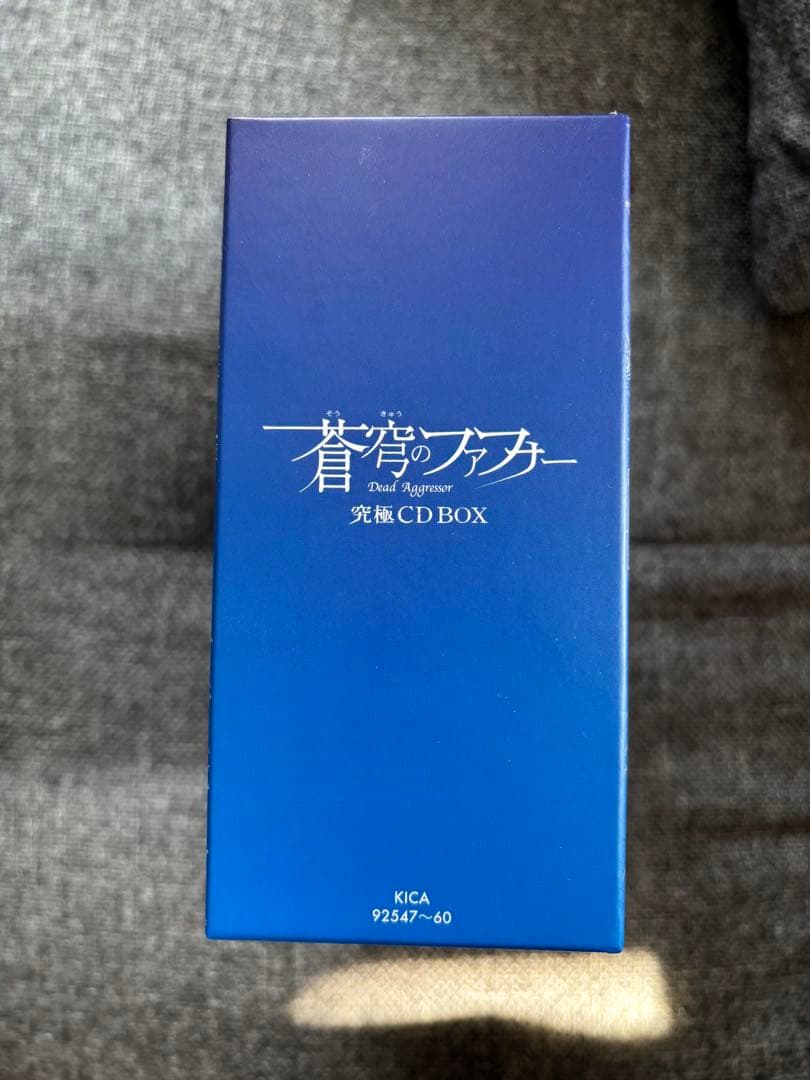 そう きゅう
蒼穹のファフナー
Dead Aggressor
究極CD BOX
KICA
92547〜60